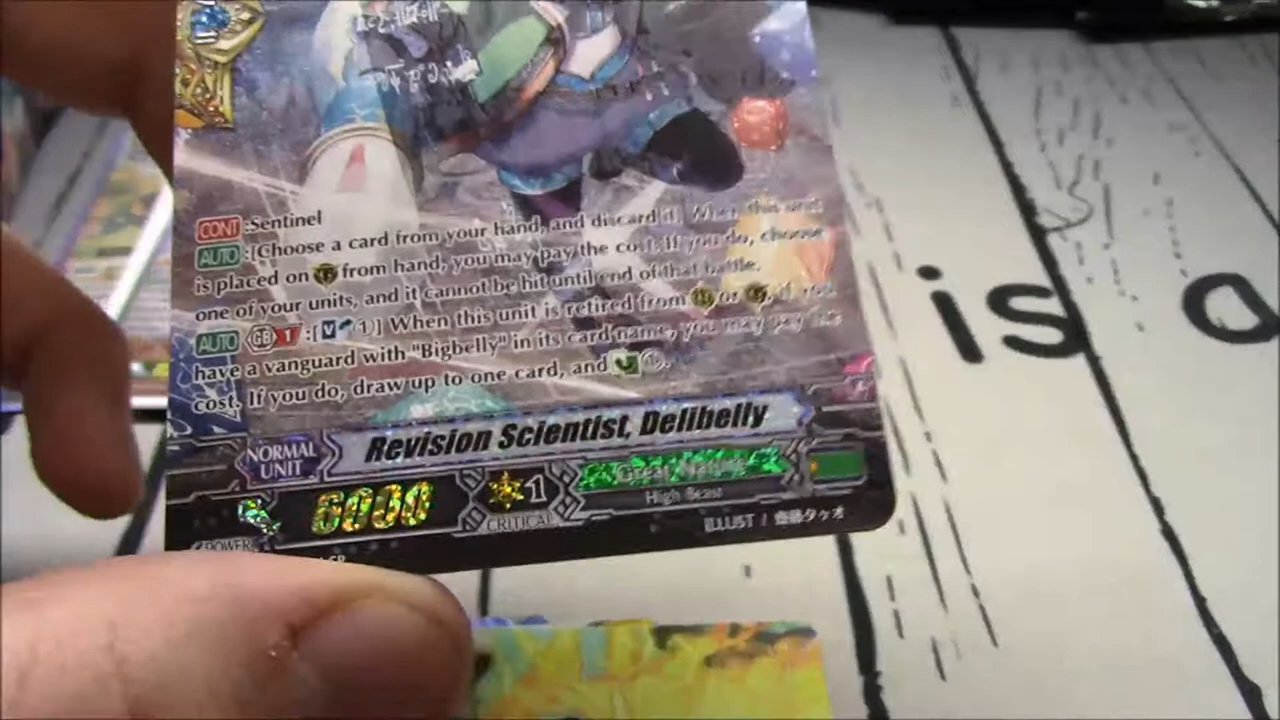 CONT:Sentinel
AUTO:[Choose a card from your hand, and discard it] When this unit
is placed on from hand, you may pay the cost. If you do, choose
one of your units, and it cannot be hit until end of that battle.
AUTO GB 1 :[V (1)] When this unit is retired from or , if you
have a vanguard with "Bigbelly" in its card name, you may pay the
cost. If you do, draw up to one card, and .
Revision Scientist, Delibelly
NORMAL
UNIT
Great Nature
High Beast
6000
1
CRITICAL
POWER
ILLUST / 斎藤タケオ
is a